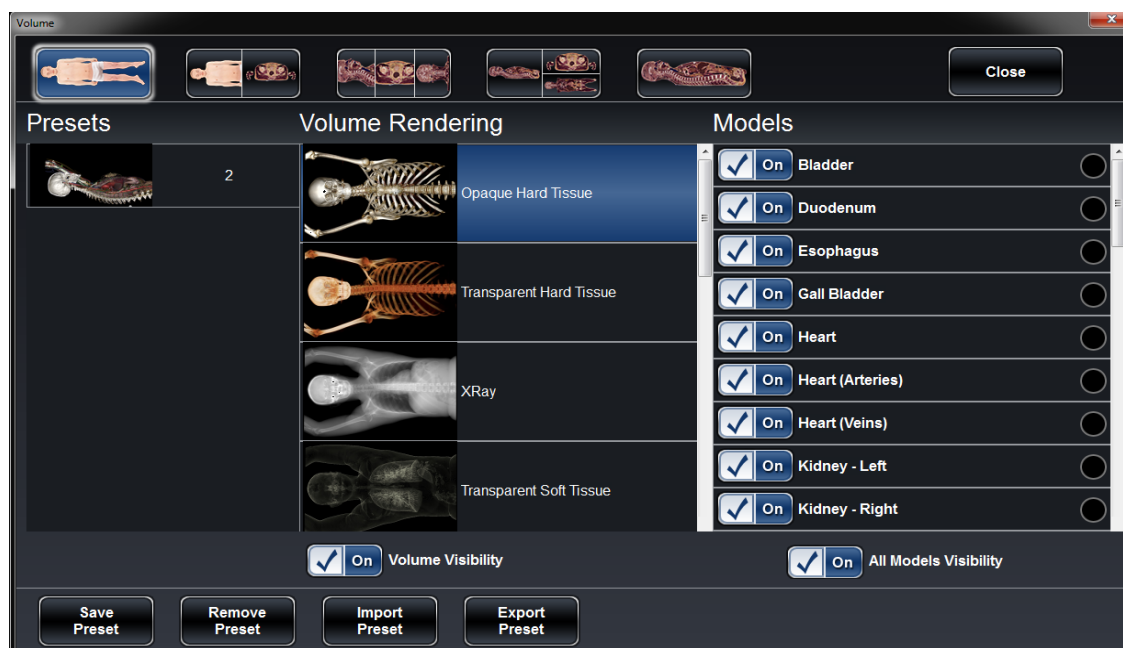 Volume
Close
Presets
Volume Rendering
Models
2
Opaque Hard Tissue
Transparent Hard Tissue
XRay
Transparent Soft Tissue
On Bladder
On Duodenum
On Esophagus
On Gall Bladder
On Heart
On Heart (Arteries)
On Heart (Veins)
On Kidney - Left
On Kidney - Right
On Volume Visibility
On All Models Visibility
Save
Preset
Remove
Preset
Import
Preset
Export
Preset